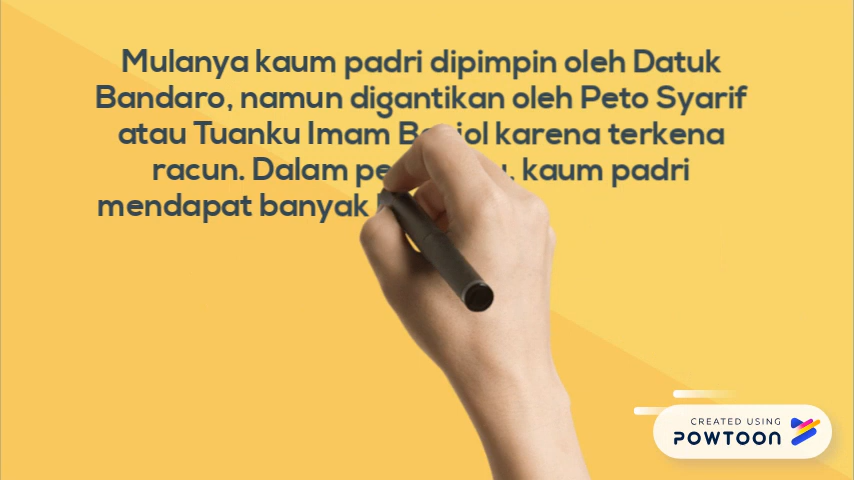 Mulanya kaum padri dipimpin oleh Datuk
Bandaro, namun digantikan oleh Peto Syarif
atau Tuanku Imam Bonjol karena terkena
racun. Dalam kaum padri
mendapat banyak
CREATED USING
POWTOON